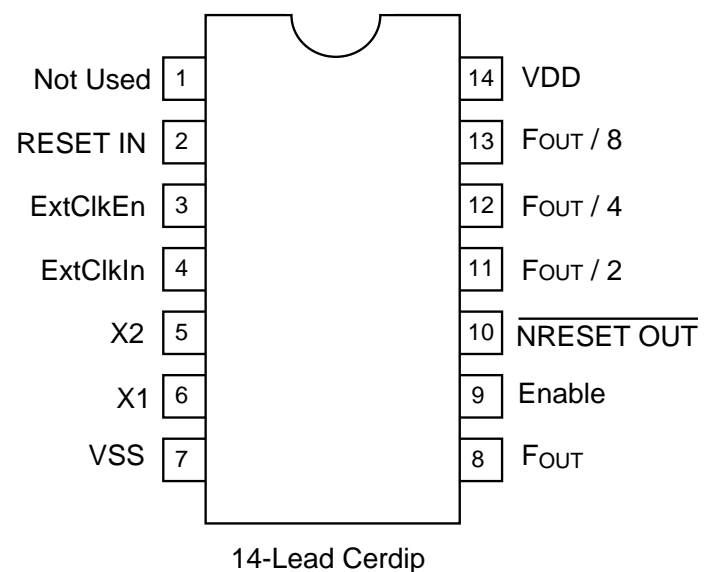 Not Used 1 14 VDD
RESET IN 2 13 FOUT / 8
ExtClkEn 3 12 FOUT / 4
ExtClkIn 4 11 FOUT / 2
X2 5 10 NRESET OUT
X1 6 9 Enable
VSS 7 8 FOUT
14-Lead Cerdip